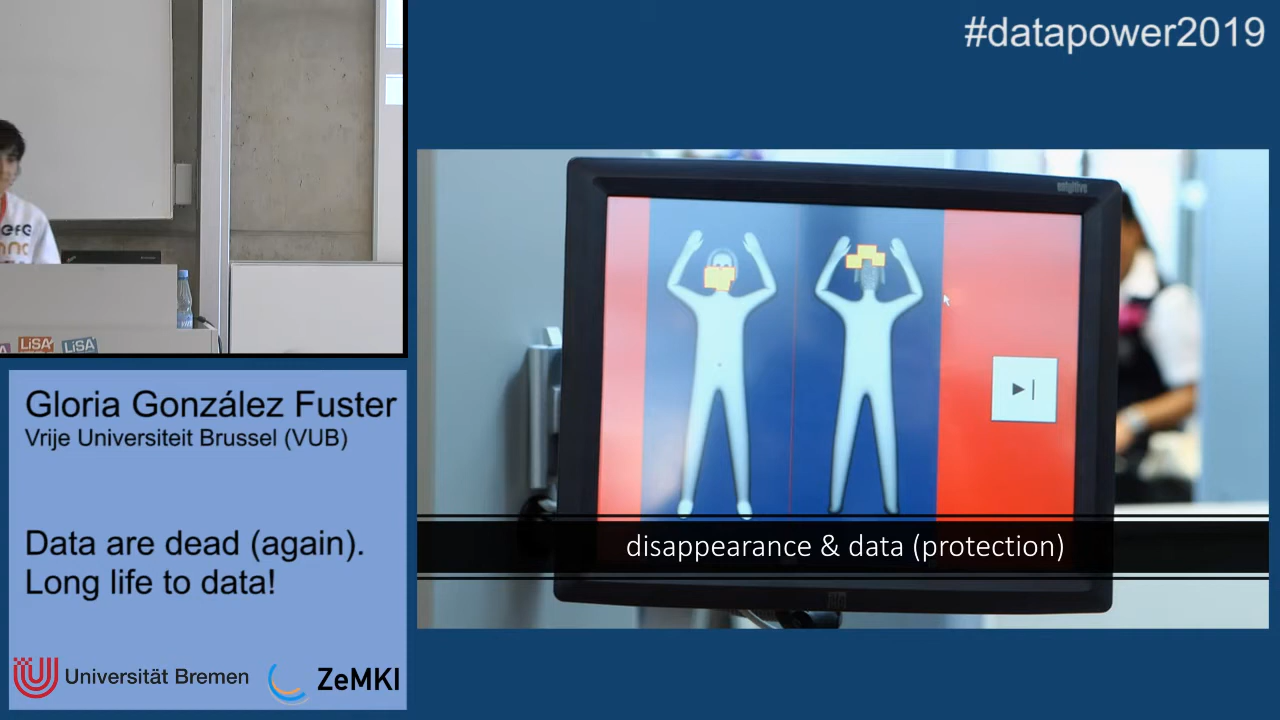 #datapower2019
LiSA
LiSA
disappearance & data (protection)
Gloria González Fuster
Vrije Universiteit Brussel (VUB)
Data are dead (again).
Long life to data!
Universität Bremen
ZeMKI